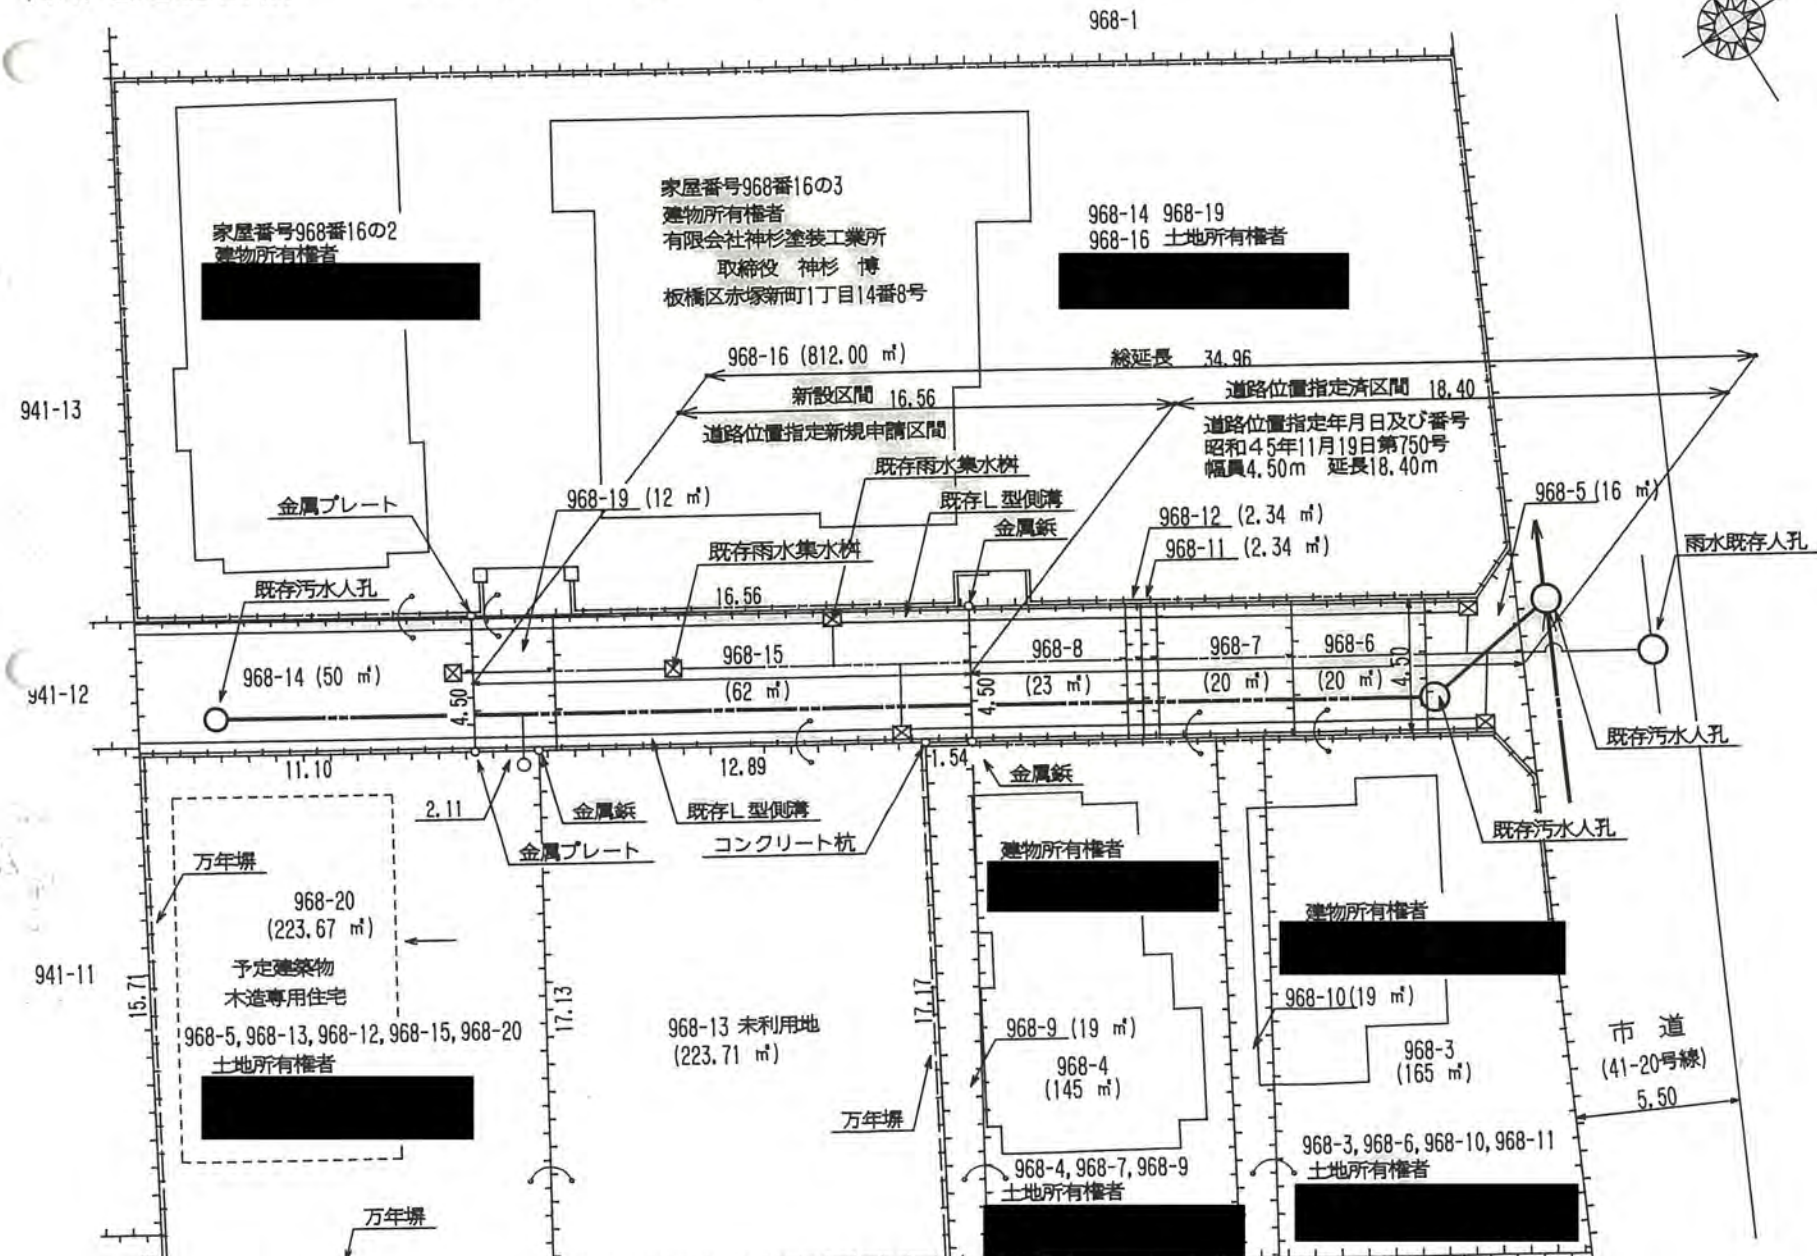 968-1
家屋番号968番16の2
建物所有権者
家屋番号968番16の3
建物所有権者
有限会社神杉塗装工業所
取締役 神杉 博
板橋区赤塚新町1丁目14番8号
968-14 968-19
968-16 土地所有権者
968-16 (812.00 ㎡)
総延長 34.96
新設区間 16.56
道路位置指定済区間 18.40
道路位置指定新規申請区間
道路位置指定年月日及び番号
昭和45年11月19日第750号
幅員4.50m 延長18.40m
941-13
既存雨水集水桝
968-19 (12 ㎡)
既存L型側溝
968-5 (16 ㎡)
金属プレート
金属鋲
968-12 (2.34 ㎡)
968-11 (2.34 ㎡)
雨水既存人孔
既存雨水集水桝
既存汚水人孔
16.56
968-15
(62 ㎡)
968-8
(23 ㎡)
968-7
(20 ㎡)
968-6
(20 ㎡)
4.50
968-14 (50 ㎡)
4.50
4.50
941-12
既存汚水人孔
11.10
12.89
1.54
金属鋲
2.11
金属鋲
既存L型側溝
既存汚水人孔
金属プレート
コンクリート杭
万年塀
建物所有権者
968-20
(223.67 ㎡)
建物所有権者
予定建築物
木造専用住宅
941-11
15.71
17.13
17.17
968-5,968-13,968-12,968-15,968-20
土地所有権者
968-13 未利用地
(223.71 ㎡)
968-9 (19 ㎡)
968-4
(145 ㎡)
968-10(19 ㎡)
968-3
(165 ㎡)
市道
(41-20号線)
5.50
万年塀
968-4,968-7,968-9
土地所有権者
968-3,968-6,968-10,968-11
土地所有権者
万年塀